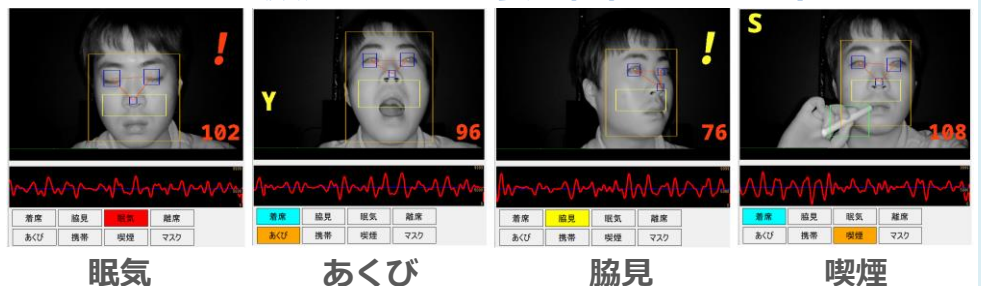 !
102
着席 脇見 眠気 離席
あくび 携帯 喫煙 マスク
眠気
Y
96
着席 脇見 眠気 離席
あくび 携帯 喫煙 マスク
あくび
!
76
着席 脇見 眠気 離席
あくび 携帯 喫煙 マスク
脇見
S
108
着席 脇見 眠気 離席
あくび 携帯 喫煙 マスク
喫煙